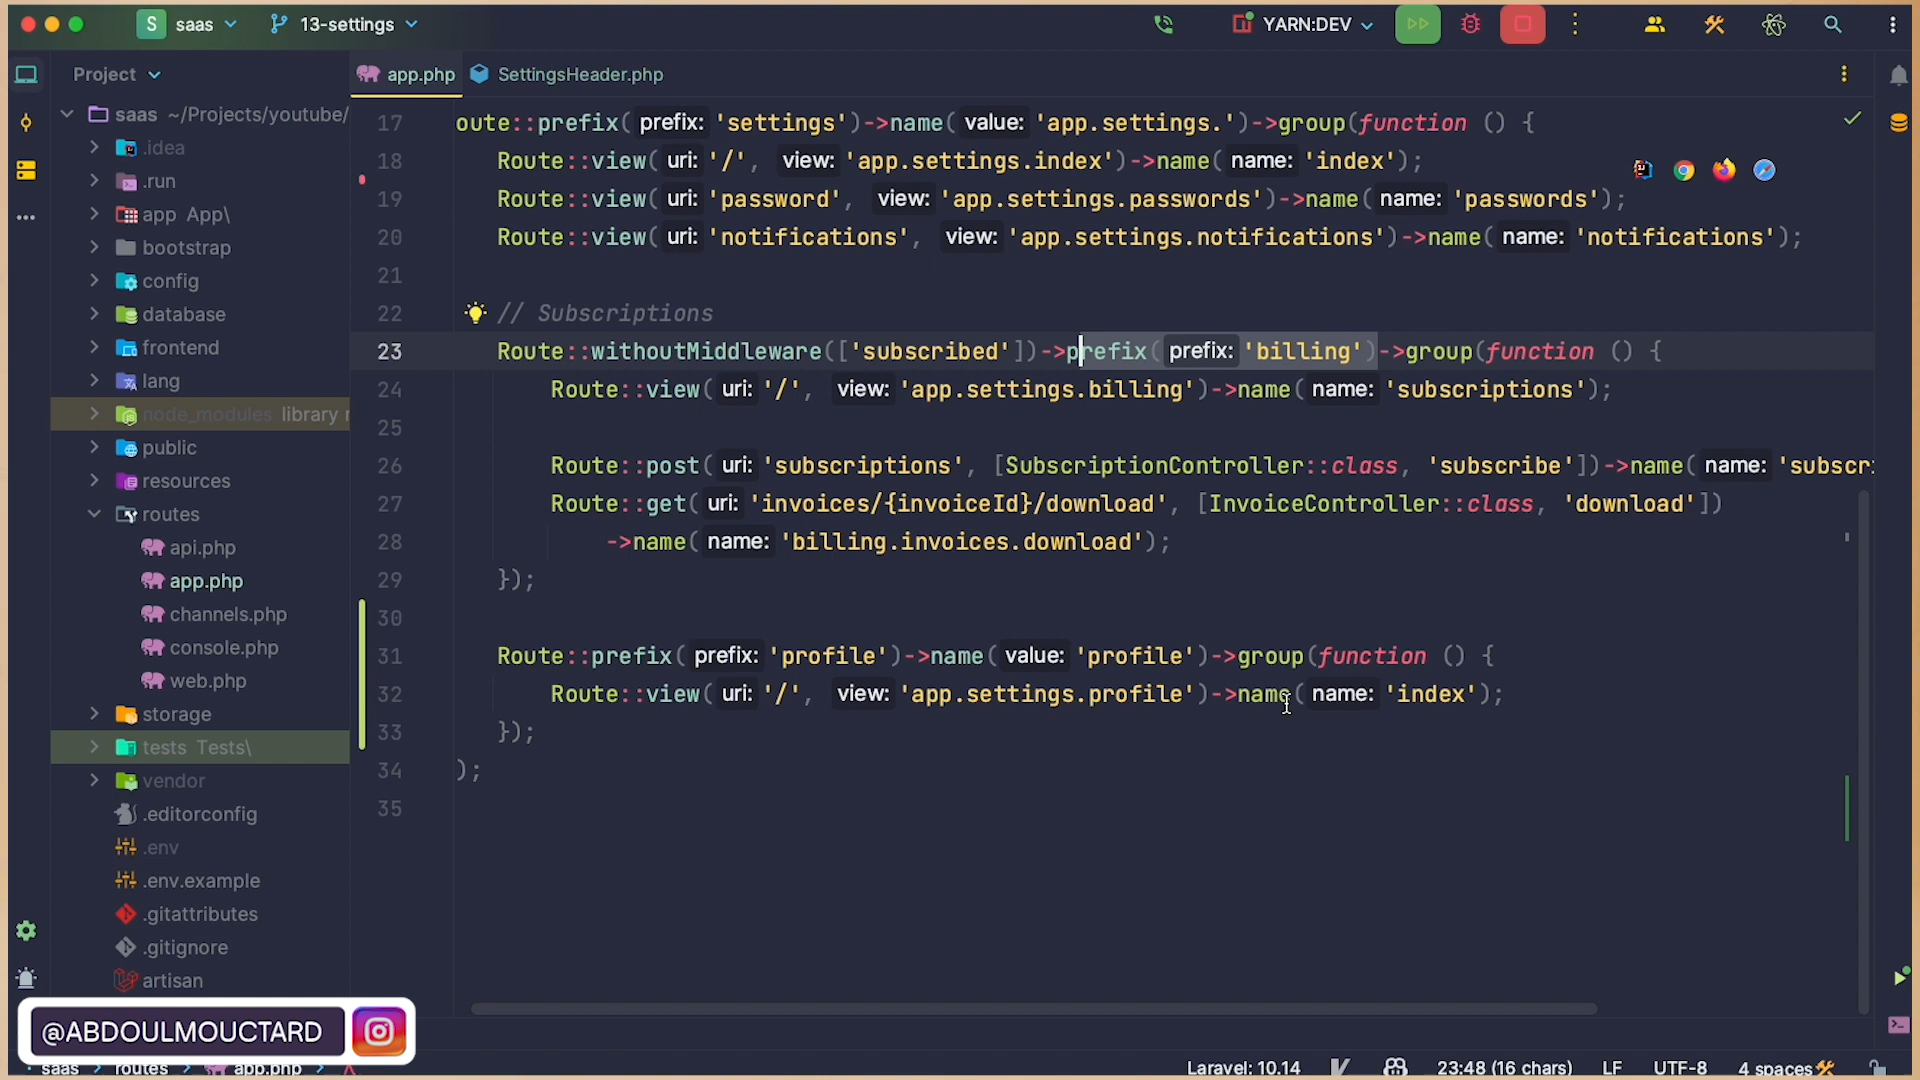 S saas 13-settings YARN:DEV
Project app.php SettingsHeader.php
saas ~/Projects/youtube/
.idea
.run
app App\
bootstrap
config
database
frontend
lang
node_modules library r
public
resources
routes
api.php
app.php
channels.php
console.php
web.php
storage
tests Tests\
vendor
.editorconfig
.env
.env.example
.gitattributes
.gitignore
artisan
17 oute::prefix( prefix: 'settings')->name( value: 'app.settings.')->group(function () {
18 Route::view( uri: '/', view: 'app.settings.index')->name( name: 'index');
19 Route::view( uri: 'password', view: 'app.settings.passwords')->name( name: 'passwords');
20 Route::view( uri: 'notifications', view: 'app.settings.notifications')->name( name: 'notifications');
21
22 // Subscriptions
23 Route::withoutMiddleware(['subscribed'])->prefix( prefix: 'billing')->group(function () {
24 Route::view( uri: '/', view: 'app.settings.billing')->name( name: 'subscriptions');
25
26 Route::post( uri: 'subscriptions', [SubscriptionController::class, 'subscribe'])->name( name: 'subscri
27 Route::get( uri: 'invoices/{invoiceId}/download', [InvoiceController::class, 'download'])
28 ->name( name: 'billing.invoices.download');
29 });
30
31 Route::prefix( prefix: 'profile')->name( value: 'profile')->group(function () {
32 Route::view( uri: '/', view: 'app.settings.profile')->name( name: 'index');
33 });
34 );
35
@ABDOULMOUCTARD
saas > routes > app.php > Laravel: 10.14 23:48 (16 chars) LF UTF-8 4 spaces